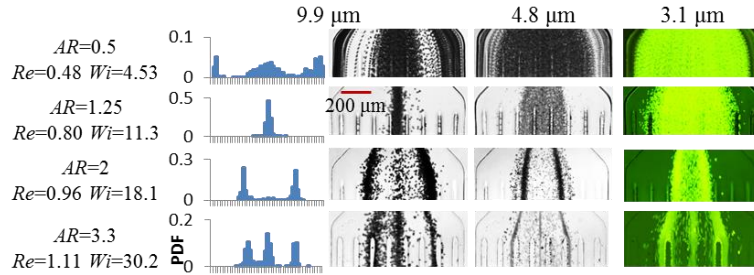 9.9 μm 4.8 μm 3.1 μm
AR=0.5
Re=0.48 Wi=4.53
0.1
0
AR=1.25
Re=0.80 Wi=11.3
0.5
0
200 μm
AR=2
Re=0.96 Wi=18.1
0.3
0
AR=3.3
Re=1.11 Wi=30.2
0.2
0
PDF